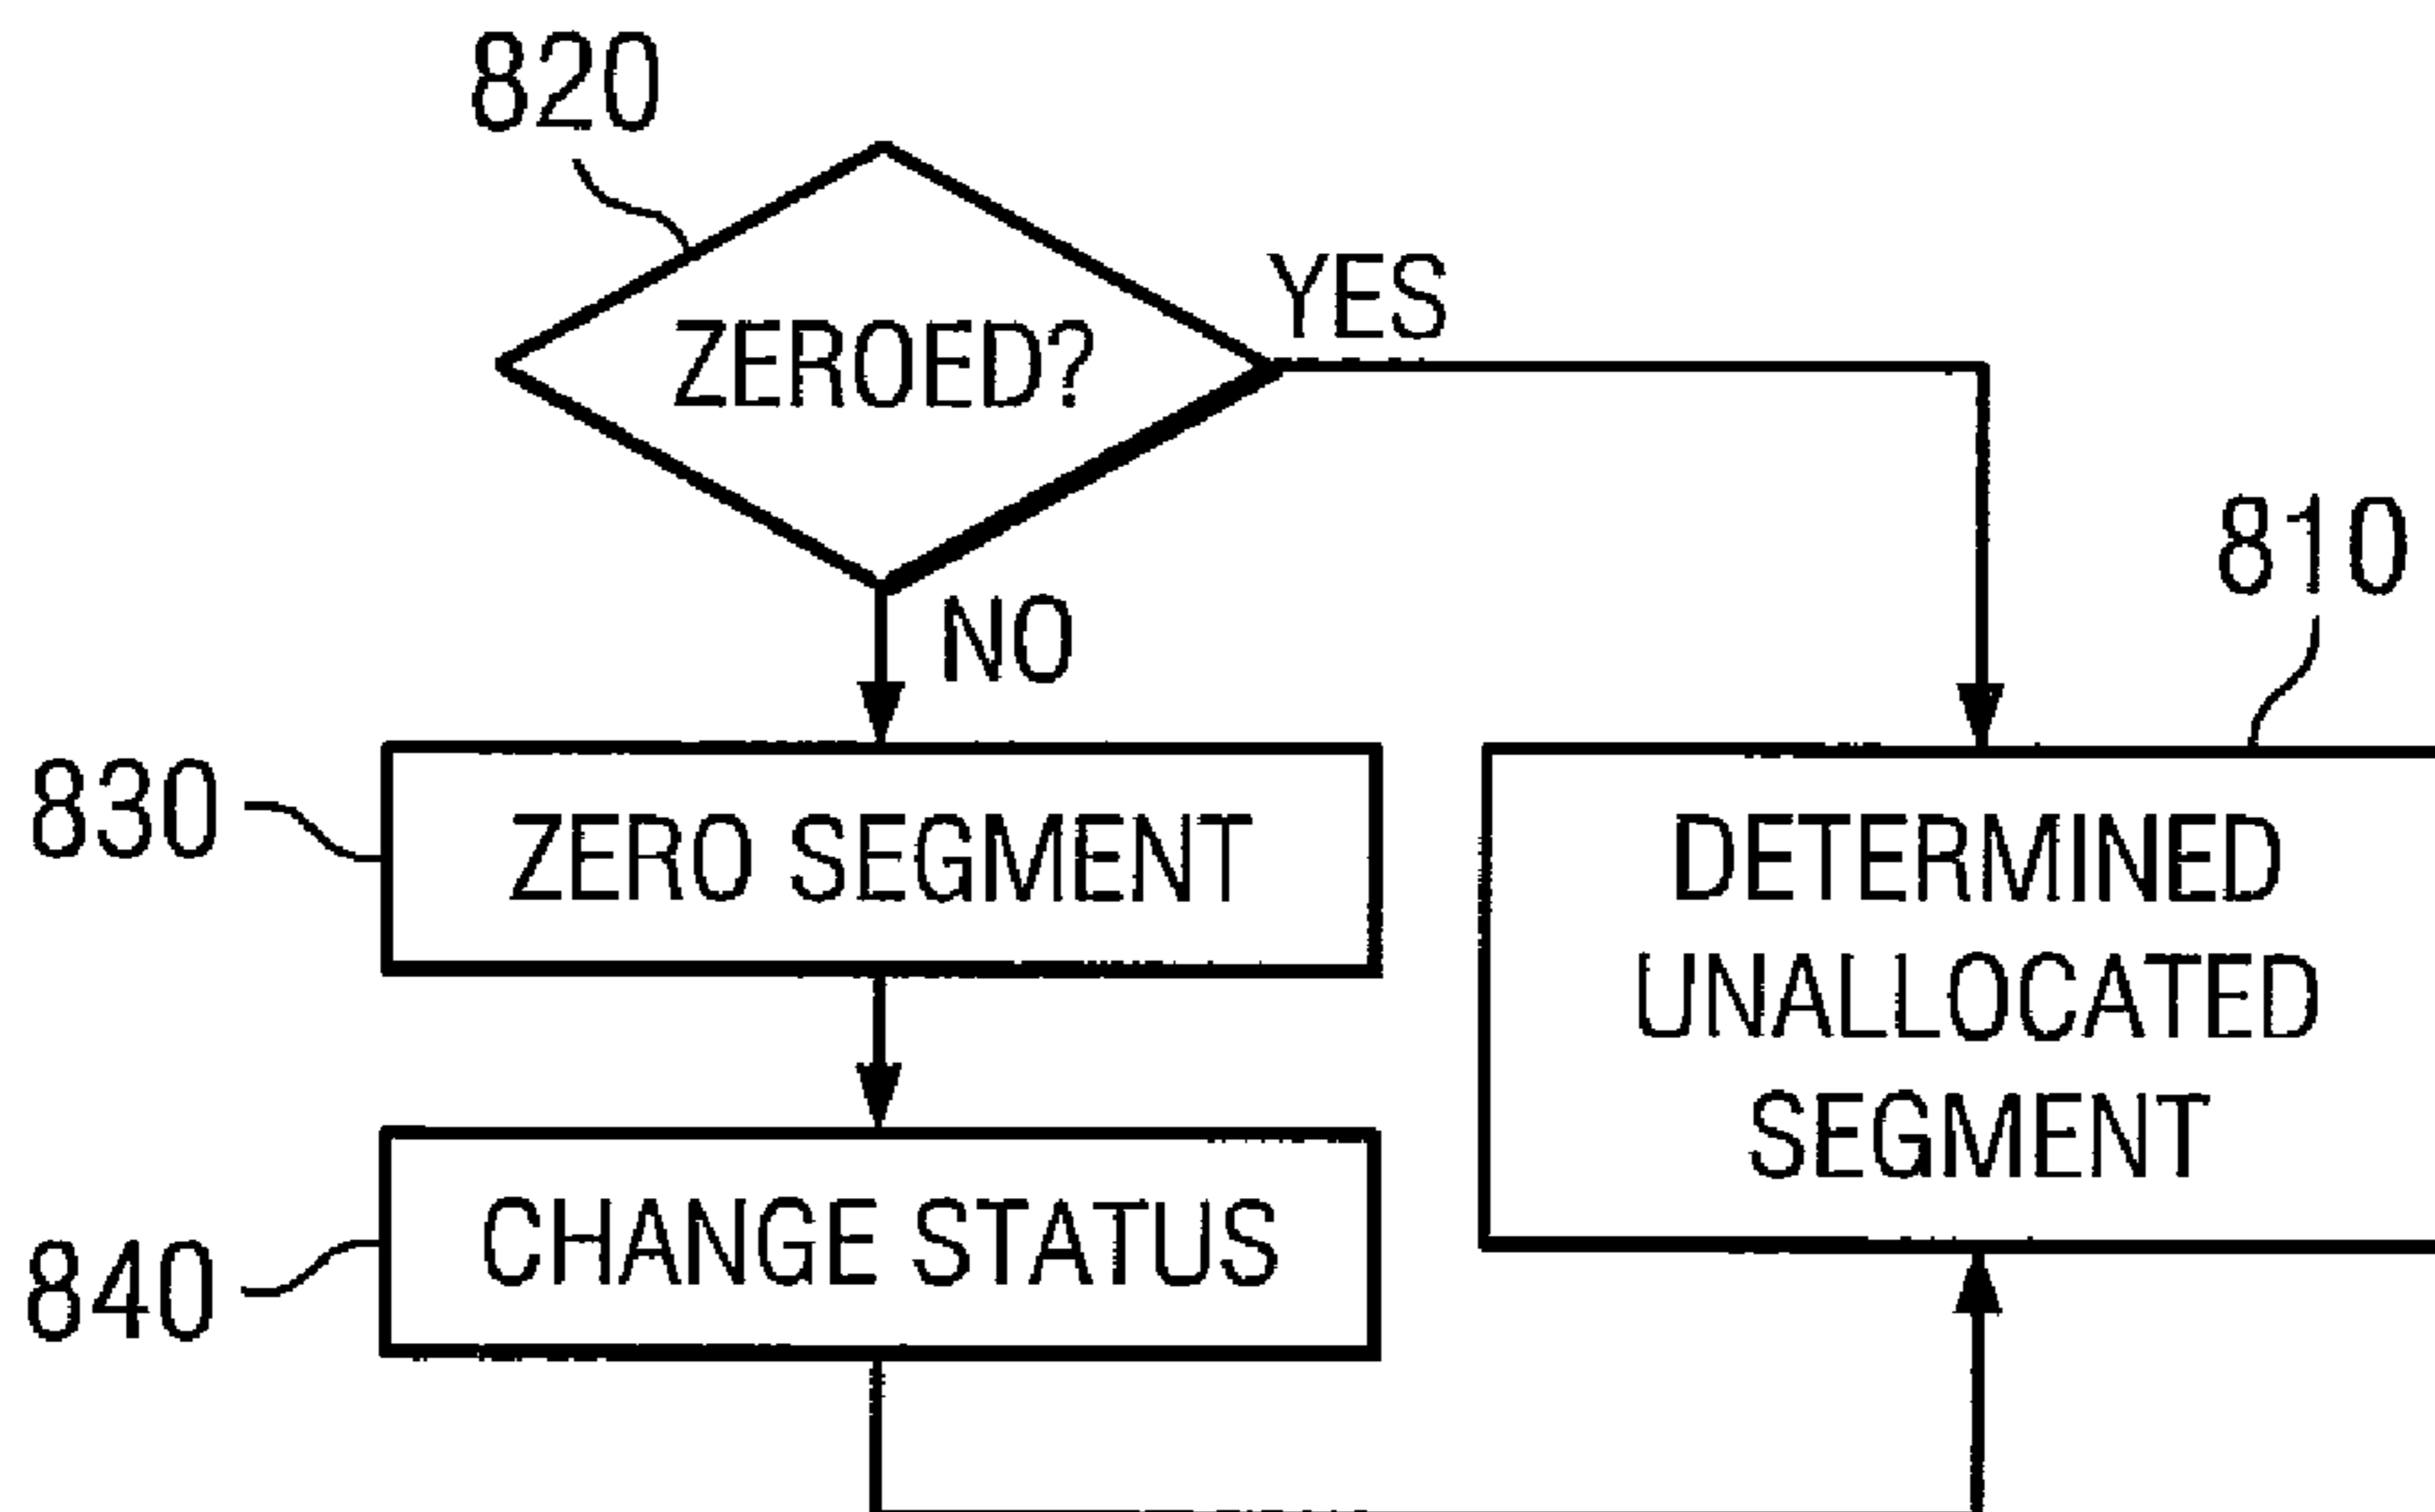 820
ZEROED?
YES
NO
810
830
ZERO SEGMENT
DETERMINED
UNALLOCATED
SEGMENT
840
CHANGE STATUS